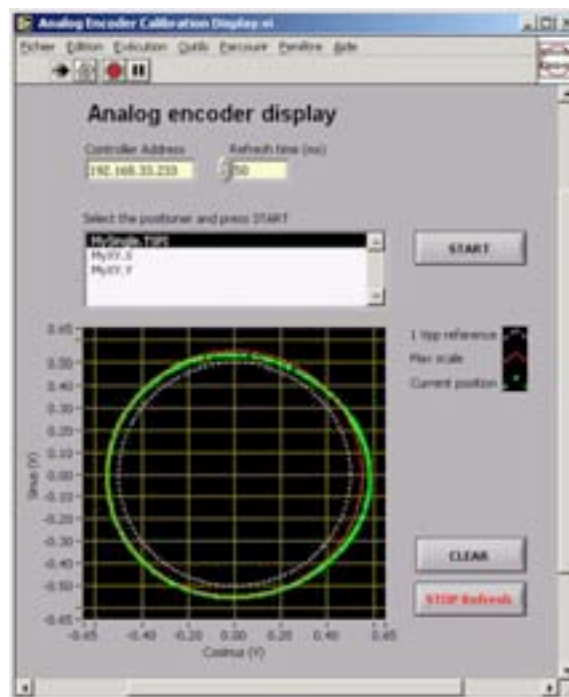 Analog Encoder Calibration Display.vi
Fichier Edition Exécution Outils Parcourir Fenêtre Aide
Analog encoder display
Controller Address
Refresh time (ms)
192.168.33.233
50
Select the positioner and press START
MyXY.X
MyXY.Y
START
1 Vpp reference
Max scale
Current position
0.65
0.50
0.40
0.30
0.20
0.10
0.00
-0.10
-0.20
-0.30
-0.40
-0.50
-0.65
Sinus (V)
-0.65 -0.40 -0.20 0.00 0.20 0.40 0.65
Cosinus (V)
CLEAR
STOP Refresh